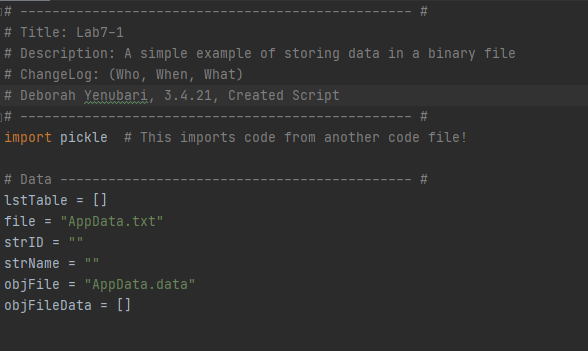 # -------------------------------------------------- #
# Title: Lab7-1
# Description: A simple example of storing data in a binary file
# ChangeLog: (Who, When, What)
# Deborah Yenubari, 3.4.21, Created Script
# -------------------------------------------------- #
import pickle  # This imports code from another code file!
# Data --------------------------------------------- #
lstTable = []
file = "AppData.txt"
strID = ""
strName = ""
objFile = "AppData.data"
objFileData = []